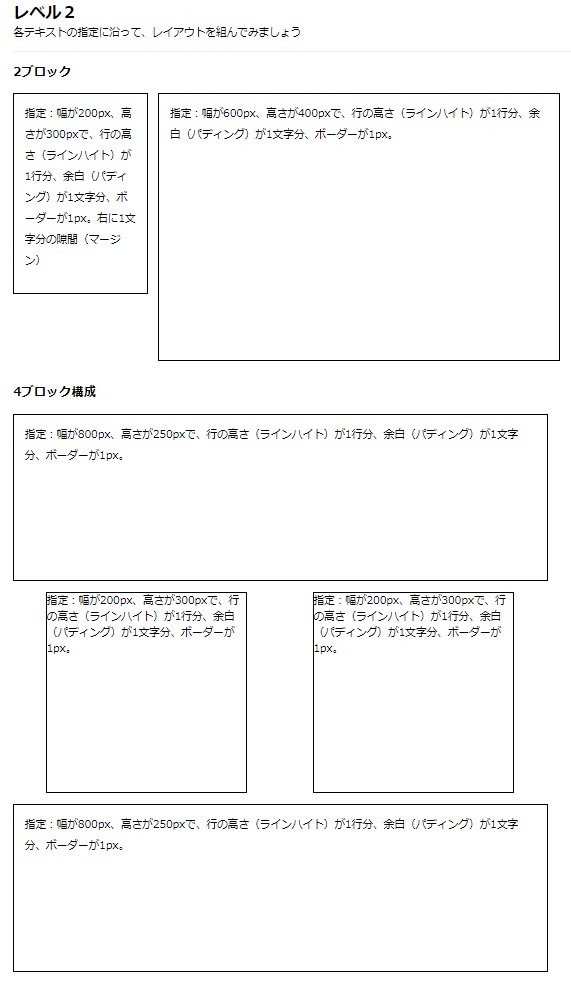 レベル２
各テキストの指定に沿って、レイアウトを組んでみましょう
2ブロック
指定：幅が200px、高
さが300pxで、行の高
さ（ラインハイト）が
1行分、余白（パディ
ング）が1文字分、ボ
ーダーが1px。右に1文
字分の隙間（マージ
ン）
指定：幅が600px、高さが400pxで、行の高さ（ラインハイト）が1行分、余
白（パディング）が1文字分、ボーダーが1px。
4ブロック構成
指定：幅が800px、高さが250pxで、行の高さ（ラインハイト）が1行分、余白（パディング）が1文字
分、ボーダーが1px。
指定：幅が200px、高さが300pxで、行
の高さ（ラインハイト）が1行分、余白
（パディング）が1文字分、ボーダーが
1px。
指定：幅が200px、高さが300pxで、行
の高さ（ラインハイト）が1行分、余白
（パディング）が1文字分、ボーダーが
1px。
指定：幅が800px、高さが250pxで、行の高さ（ラインハイト）が1行分、余白（パディング）が1文字
分、ボーダーが1px。